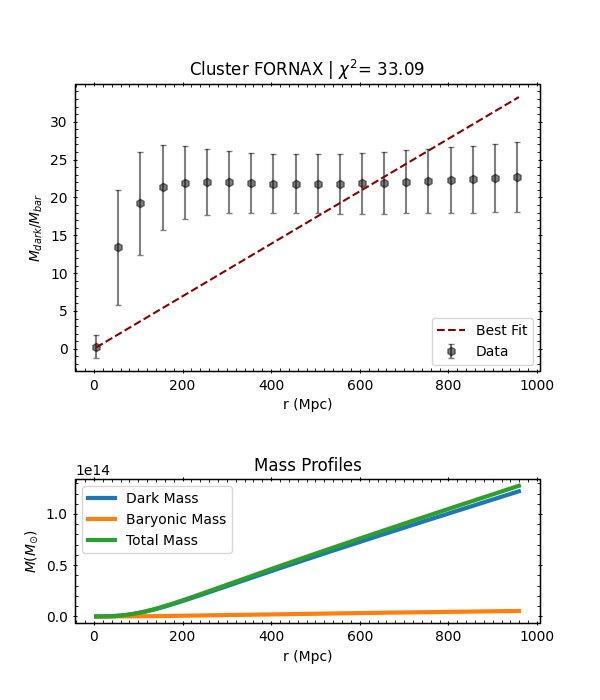 Cluster FORNAX | χ²= 33.09
30
25
20
15
10
5
0
M_dark/M_bar
Best Fit
Data
0 200 400 600 800 1000
r (Mpc)
Mass Profiles
1e14
1.0
0.5
0.0
M(M_⊙)
Dark Mass
Baryonic Mass
Total Mass
0 200 400 600 800 1000
r (Mpc)